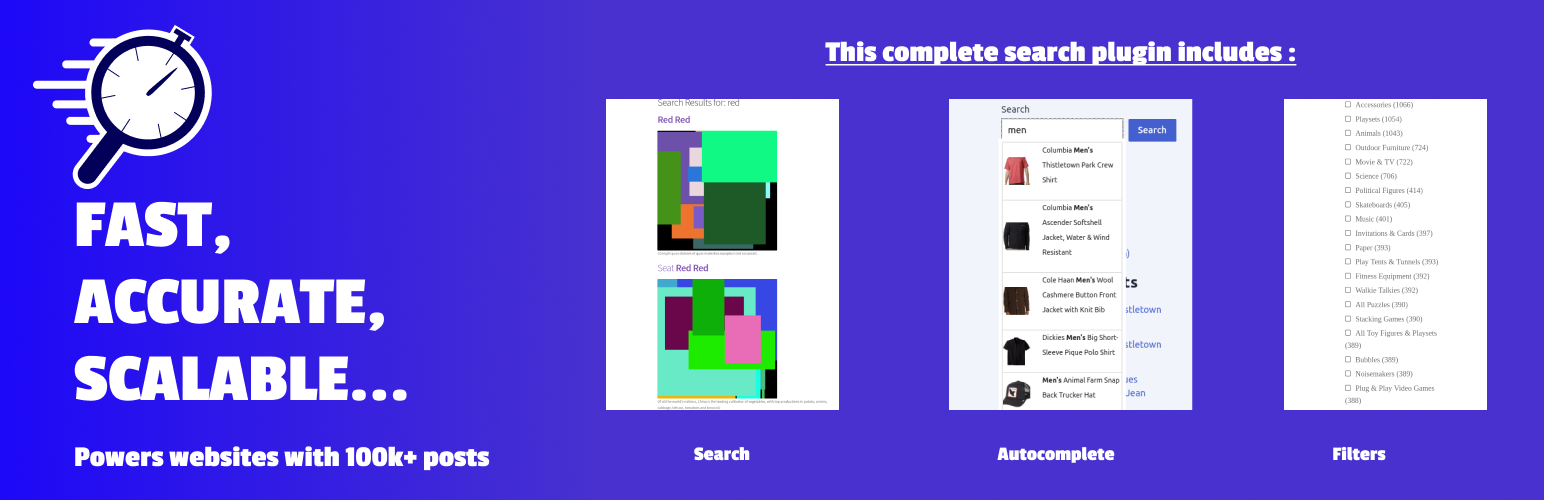 FAST,
ACCURATE,
SCALABLE...
Powers websites with 100k+ posts
This complete search plugin includes :
Search Results for: red
Red Red
Seat Red Red
Search
Search
men
Search
Columbia Men's
Thistletown Park Crew
Shirt
Columbia Men's
Ascender Softshell
Jacket, Water & Wind
Resistant
Cole Haan Men's Wool
Cashmere Button Front
Jacket with Knit Bib
Dickies Men's Big Short-
Sleeve Pique Polo Shirt
Men's Animal Farm Snap
Back Trucker Hat
ts
stletown
stletown
ues
Jean
Autocomplete
Accessories (1066)
Playsets (1054)
Animals (1043)
Outdoor Furniture (724)
Movie & TV (722)
Science (706)
Political Figures (414)
Skateboards (405)
Music (401)
Invitations & Cards (397)
Paper (393)
Play Tents & Tunnels (393)
Fitness Equipment (392)
Walkie Talkies (392)
All Puzzles (390)
Stacking Games (390)
All Toy Figures & Playsets
(389)
Bubbles (389)
Noisemakers (389)
Plug & Play Video Games
(388)
Filters